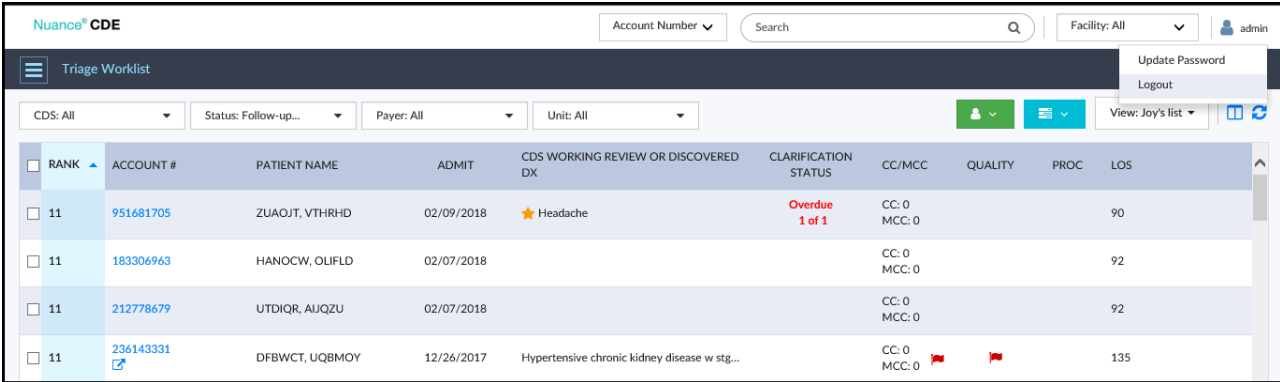 Nuance® CDE
Account Number
Search
Facility: All
admin
Update Password
Logout
Triage Worklist
CDS: All
Status: Follow-up...
Payer: All
Unit: All
View: Joy's list
RANK
ACCOUNT #
PATIENT NAME
ADMIT
CDS WORKING REVIEW OR DISCOVERED
DX
CLARIFICATION
STATUS
CC/MCC
QUALITY
PROC
LOS
11
951681705
ZUAOJT, VTHRHD
02/09/2018
Headache
Overdue
1 of 1
CC: 0
MCC: 0
90
11
183306963
HANOCW, OLIFLD
02/07/2018
CC: 0
MCC: 0
92
11
212778679
UTDIQR, AIJQZU
02/07/2018
CC: 0
MCC: 0
92
11
236143331
DFBWCT, UQBMOY
12/26/2017
Hypertensive chronic kidney disease w stg...
CC: 0
MCC: 0
135